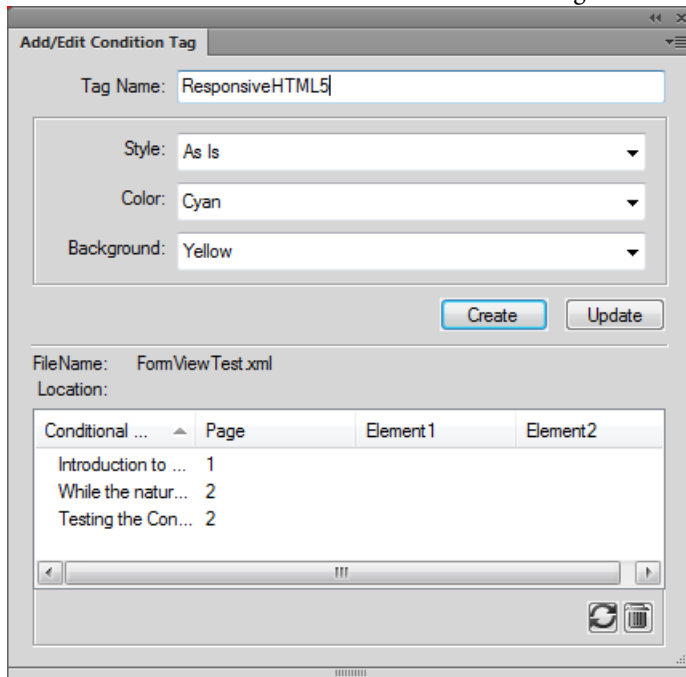 Add/Edit Condition Tag
Tag Name: ResponsiveHTML5
Style: As Is
Color: Cyan
Background: Yellow
Create Update
FileName: FormViewTest.xml
Location:
Conditional ... Page Element1 Element2
Introduction to ... 1
While the natur... 2
Testing the Con... 2